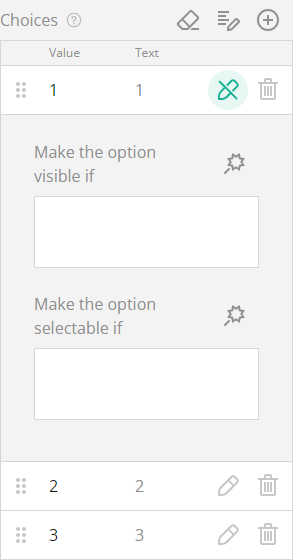 Choices ?
Value Text
1 1
Make the option
visible if
Make the option
selectable if
2 2
3 3